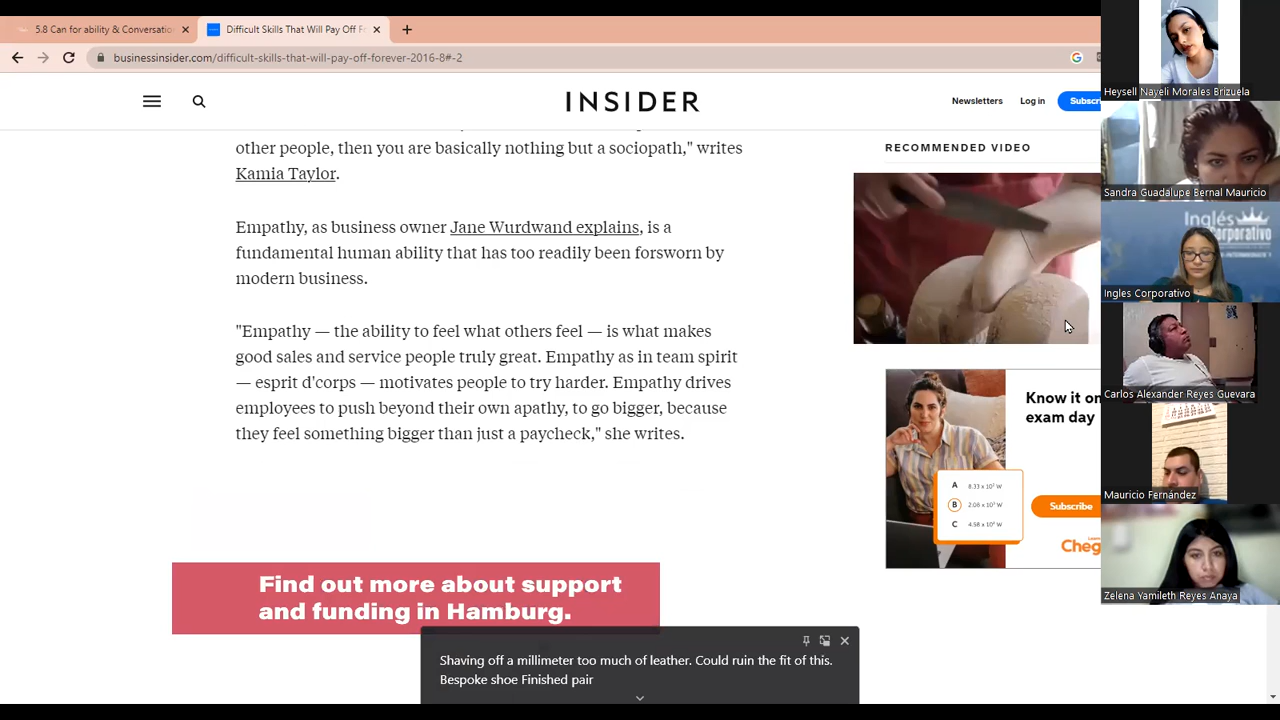 5.8 Can for ability & Conversatio
Difficult Skills That Will Pay Off F
businessinsider.com/difficult-skills-that-will-pay-off-forever-2016-8#-2
INSIDER
Newsletters
Log in
Subscr
other people, then you are basically nothing but a sociopath," writes
Kamia Taylor.
Empathy, as business owner Jane Wurdwand explains, is a
fundamental human ability that has too readily been forsworn by
modern business.
"Empathy — the ability to feel what others feel — is what makes
good sales and service people truly great. Empathy as in team spirit
— esprit d'corps — motivates people to try harder. Empathy drives
employees to push beyond their own apathy, to go bigger, because
they feel something bigger than just a paycheck," she writes.
RECOMMENDED VIDEO
Know it on
exam day
A 8.33 x 10² W
B
C
Subscribe
Cheg
Find out more about support
and funding in Hamburg.
Shaving off a millimeter too much of leather. Could ruin the fit of this.
Bespoke shoe Finished pair
Heysell Nayeli Morales Brizuela
Sandra Guadalupe Bernal Mauricio
Inglés
Corporativo
Ingles Corporativo
Carlos Alexander Reyes Guevara
Mauricio Fernández
Zelena Yamileth Reyes Anaya